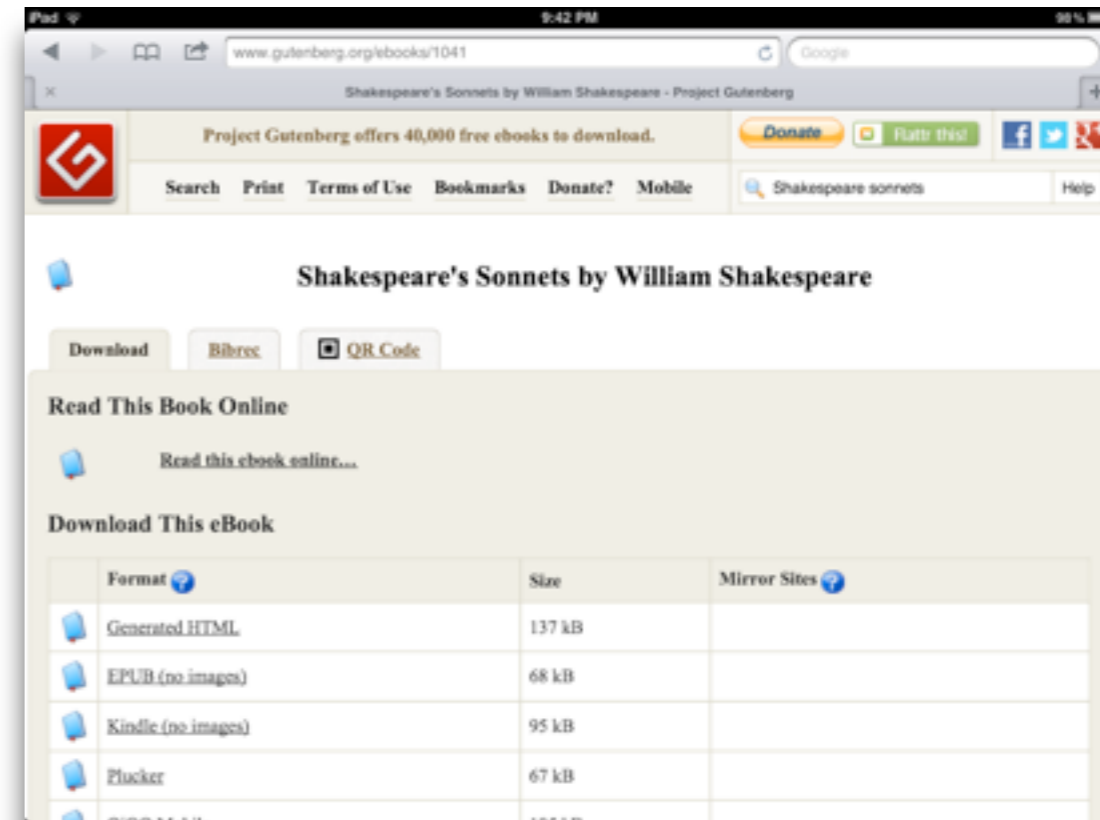 iPad 9:42 PM 98%
www.gutenberg.org/ebooks/1041 Google
Shakespeare's Sonnets by William Shakespeare - Project Gutenberg
Project Gutenberg offers 40,000 free ebooks to download. Donate Flattr this!
Search Print Terms of Use Bookmarks Donate? Mobile Shakespeare sonnets Help
Shakespeare's Sonnets by William Shakespeare
Download Bibrec QR Code
Read This Book Online
Read this ebook online...
Download This eBook
Format Size Mirror Sites
Generated HTML 137 kB
EPUB (no images) 68 kB
Kindle (no images) 95 kB
Plucker 67 kB